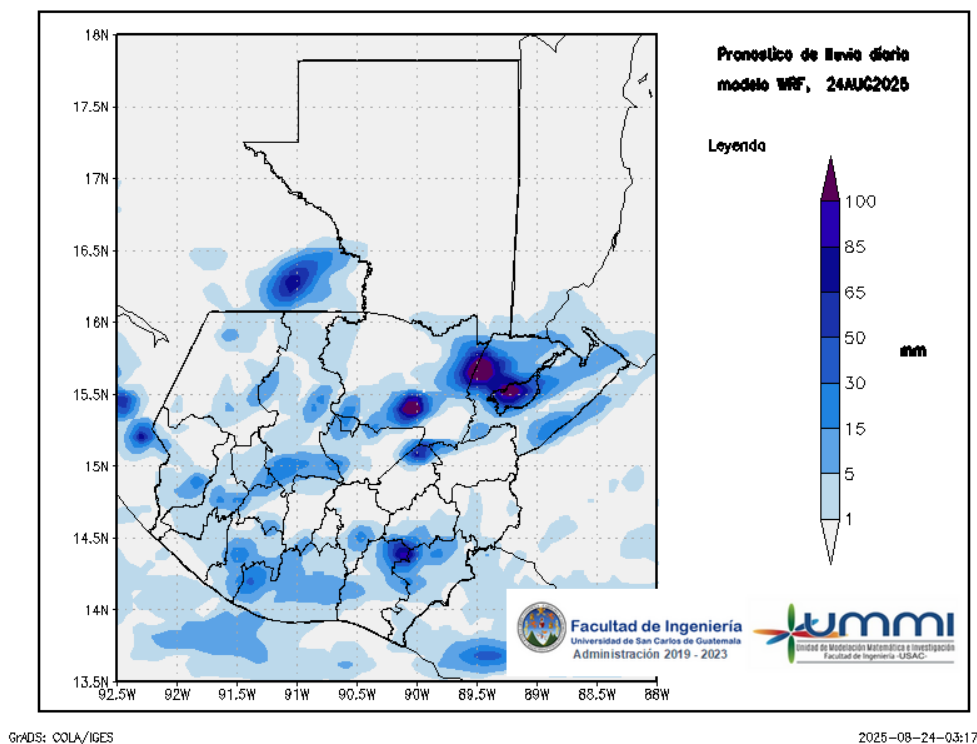 Pronostico de lluvia diaria
modelo WRF, 24AUG2025
Leyenda
100
85
65
50
30
15
5
1
mm
18N
17.5N
17N
16.5N
16N
15.5N
15N
14.5N
14N
13.5N
92.5W 92W 91.5W 91W 90.5W 90W 89.5W 89W 88.5W 88W
Facultad de Ingeniería
Universidad de San Carlos de Guatemala
Administración 2019 - 2023
UMMI
Unidad de Modelación Matemática e Investigación
Facultad de Ingeniería -USAC-
GrADS: COLA/IGES
2025-08-24-03:17